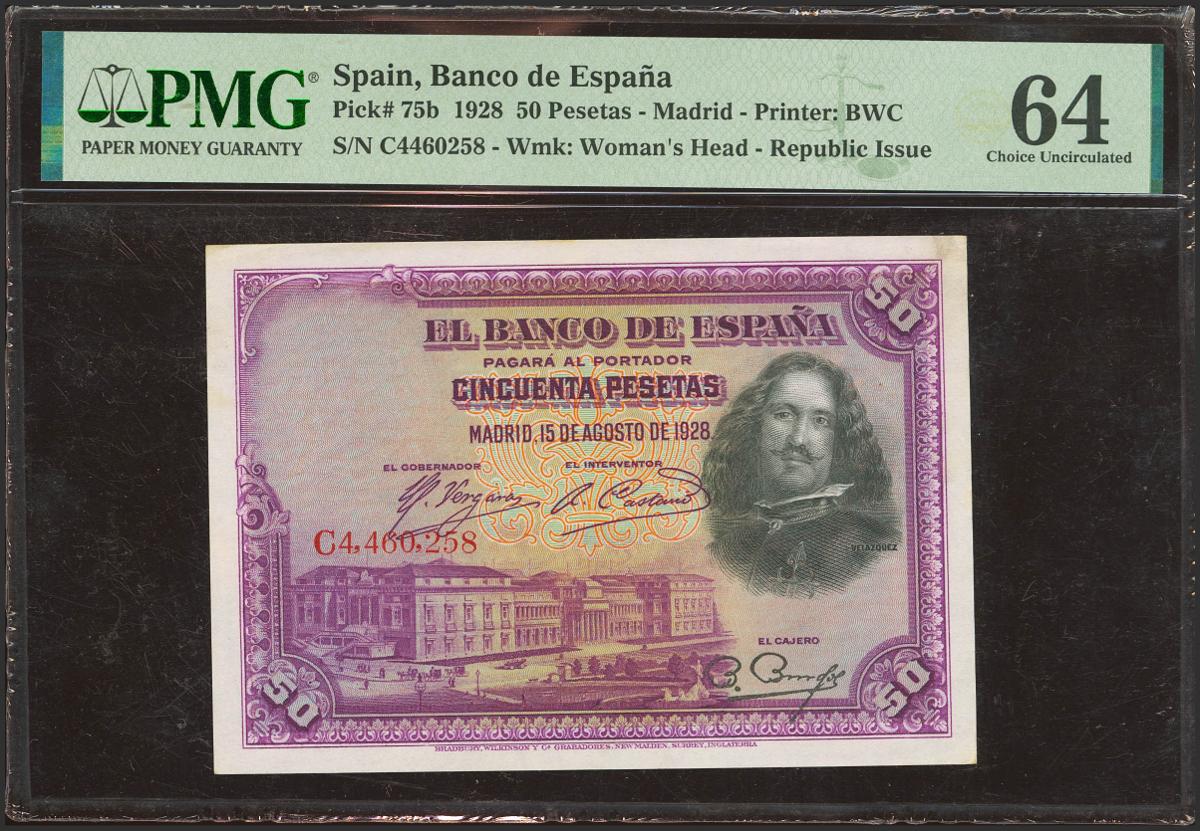 PMG®
PAPER MONEY GUARANTY
Spain, Banco de España
Pick# 75b 1928 50 Pesetas - Madrid - Printer: BWC
S/N C4460258 - Wmk: Woman's Head - Republic Issue
64
Choice Uncirculated
50
EL BANCO DE ESPAÑA
PAGARÁ AL PORTADOR
CINCUENTA PESETAS
MADRID, 15 DE AGOSTO DE 1928.
EL GOBERNADOR
EL INTERVENTOR
C4,460,258
VELAZQUEZ
EL CAJERO
50
50
BRADBURY, WILKINSON Y Cª GRABADORES, NEW MALDEN, SURREY, INGLATERRA